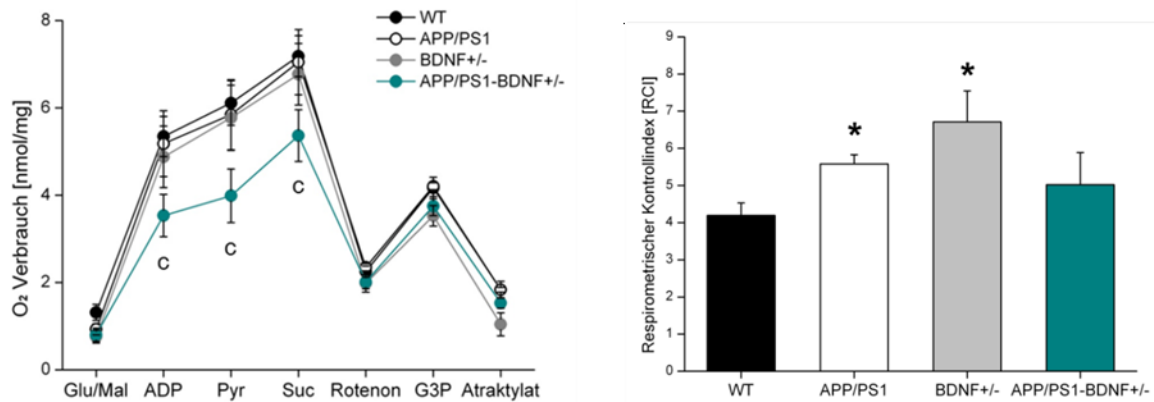 8
6
4
2
0
O₂ Verbrauch [nmol/mg]
WT
APP/PS1
BDNF+/-
APP/PS1-BDNF+/-
C
C
C
Glu/Mal ADP Pyr Suc Rotenon G3P Atraktylat
9
8
7
6
5
4
3
2
1
0
Respirometrischer Kontrollindex [RCI]
*
*
WT APP/PS1 BDNF+/- APP/PS1-BDNF+/-